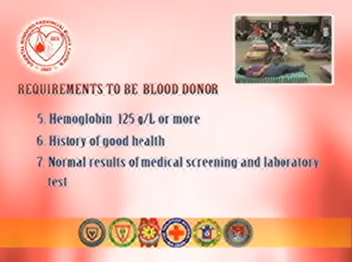 REQUIREMENTS TO BE BLOOD DONOR
5. Hemoglobin 125 g/L or more
6. History of good health
7. Normal results of medical screening and laboratory
test